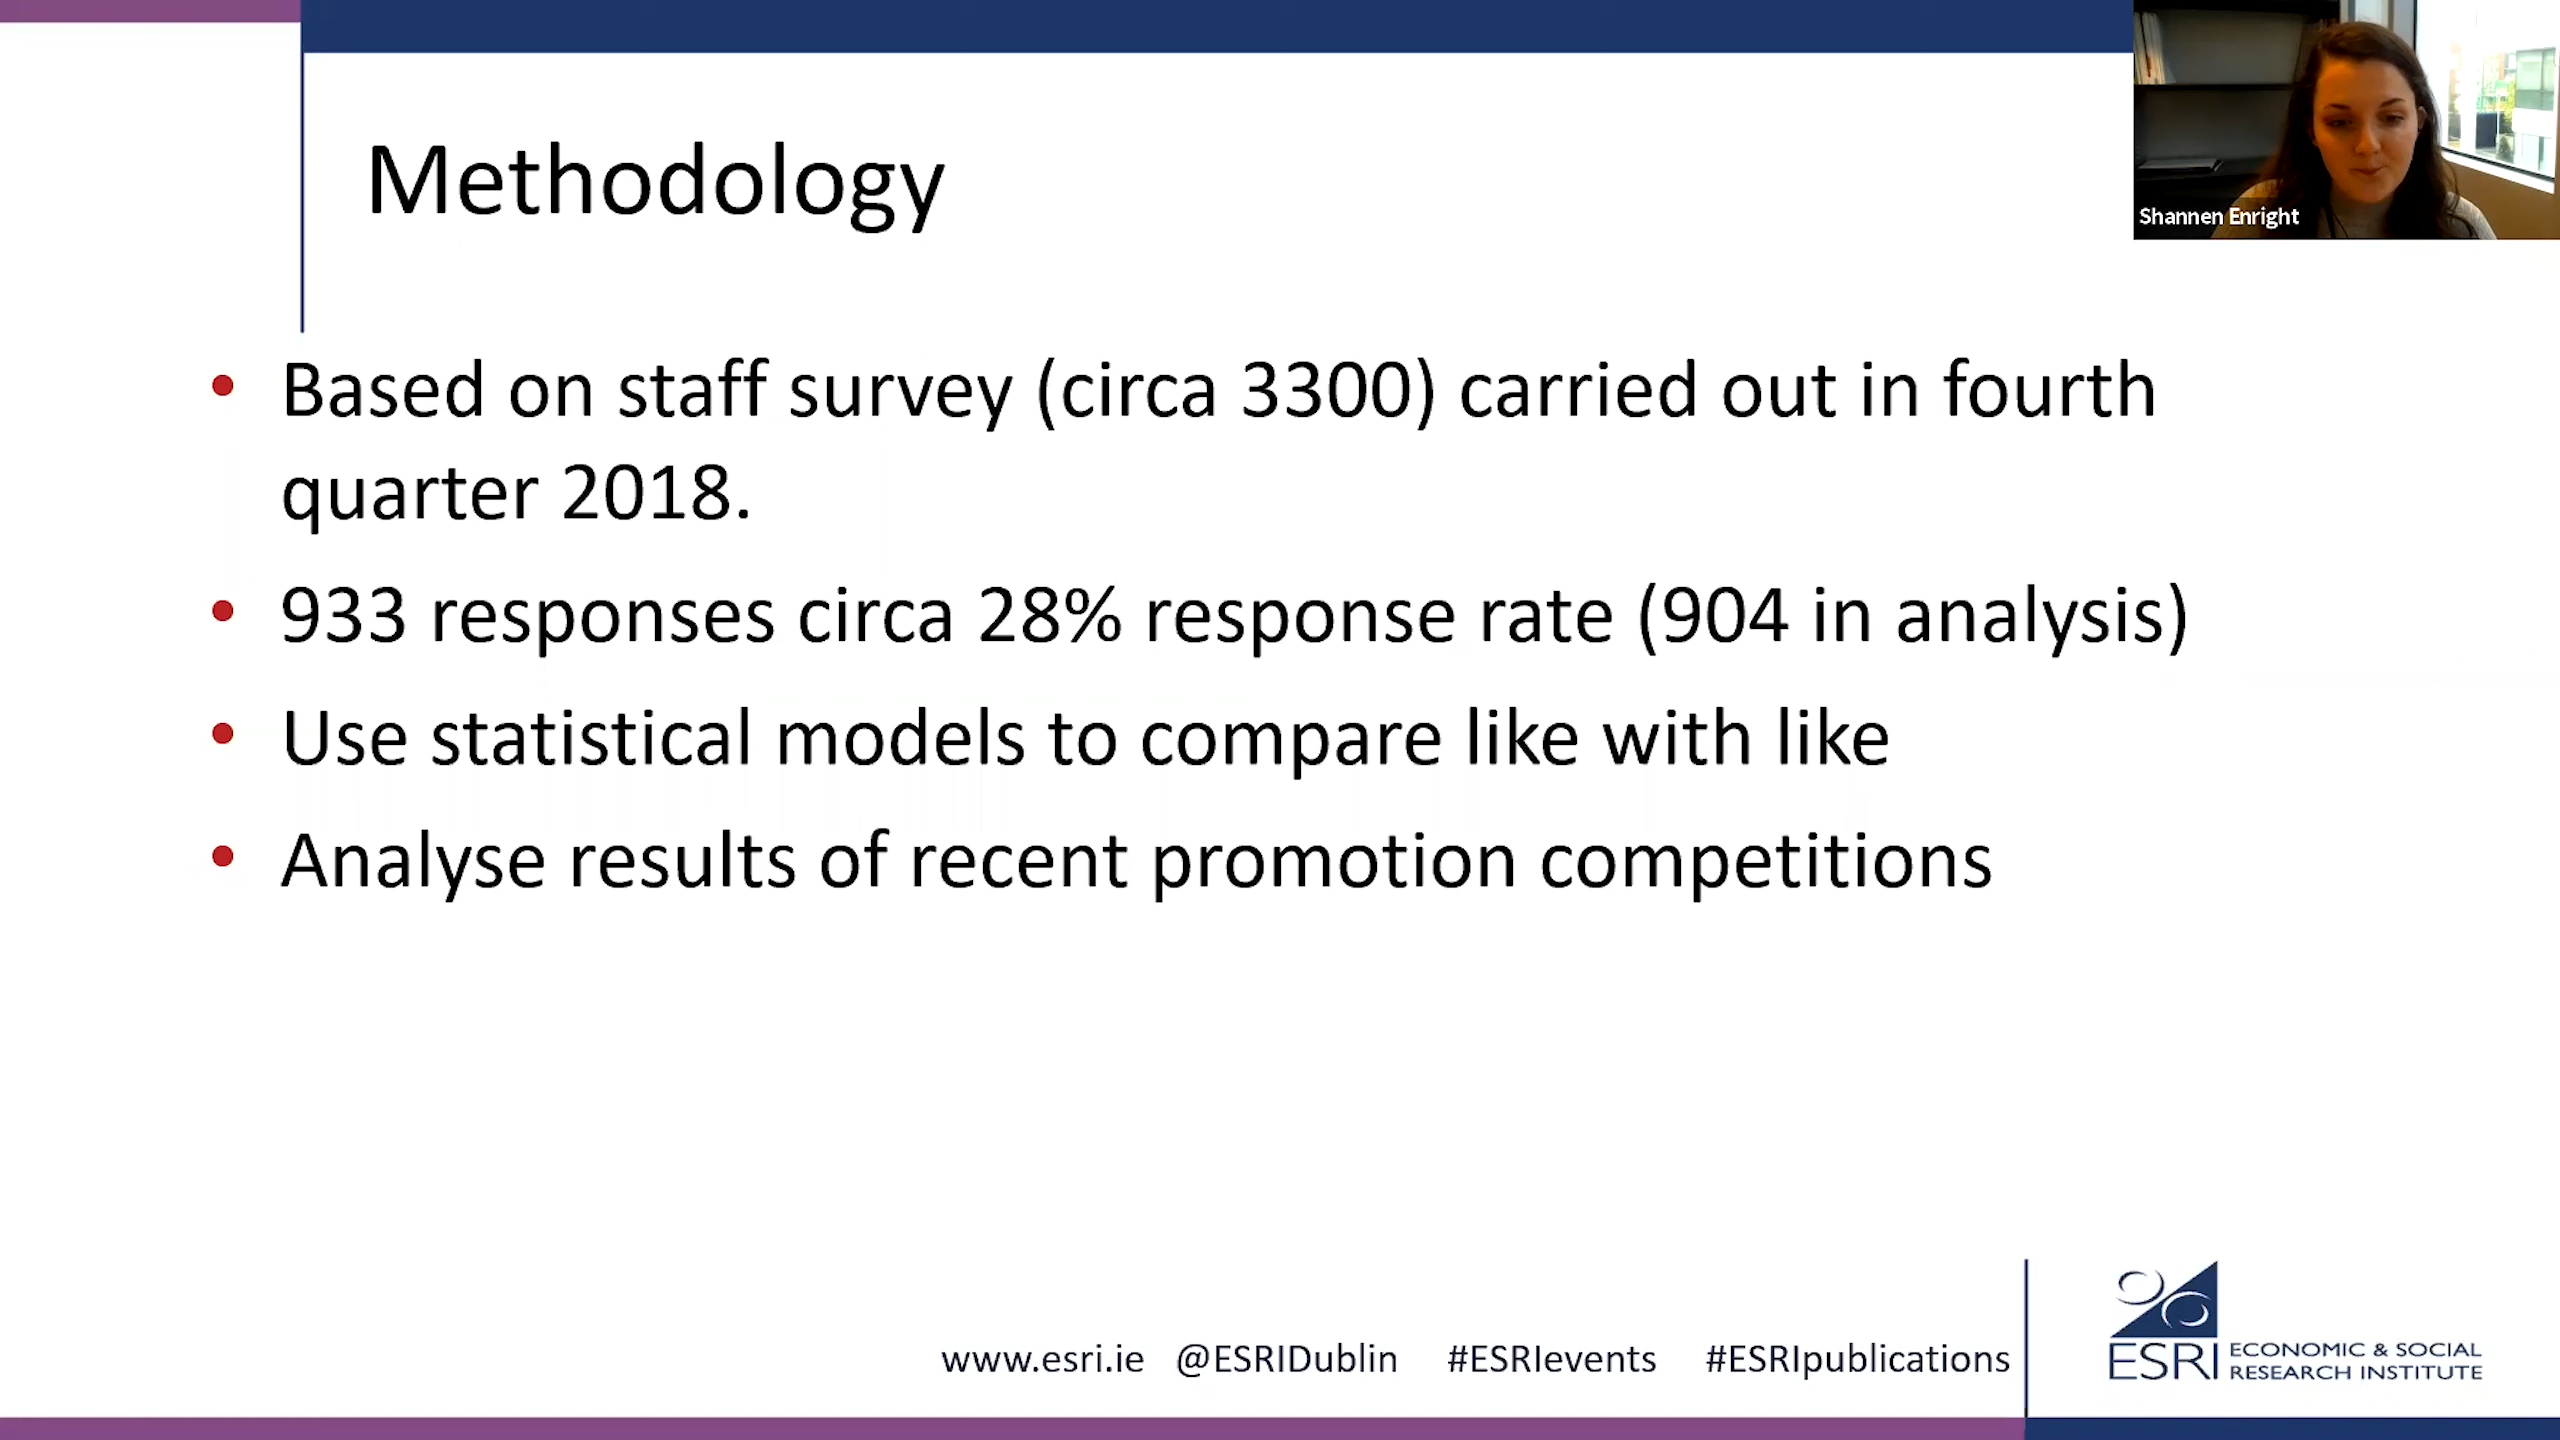 Methodology
Shannen Enright
• Based on staff survey (circa 3300) carried out in fourth
quarter 2018.
• 933 responses circa 28% response rate (904 in analysis)
• Use statistical models to compare like with like
• Analyse results of recent promotion competitions
www.esri.ie @ESRIDublin #ESRIevents #ESRIpublications
ESRI ECONOMIC & SOCIAL
RESEARCH INSTITUTE